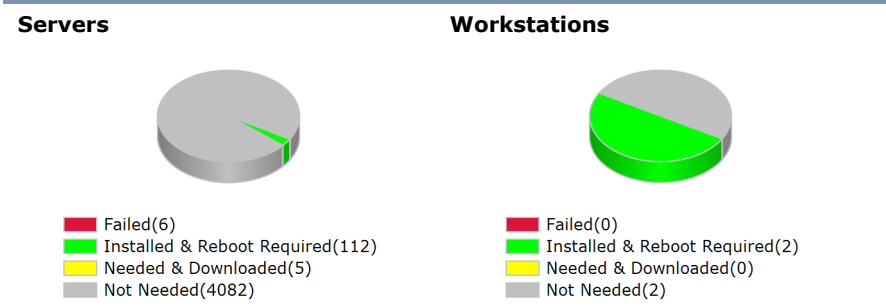 Servers
Failed(6)
Installed & Reboot Required(112)
Needed & Downloaded(5)
Not Needed(4082)
Workstations
Failed(0)
Installed & Reboot Required(2)
Needed & Downloaded(0)
Not Needed(2)